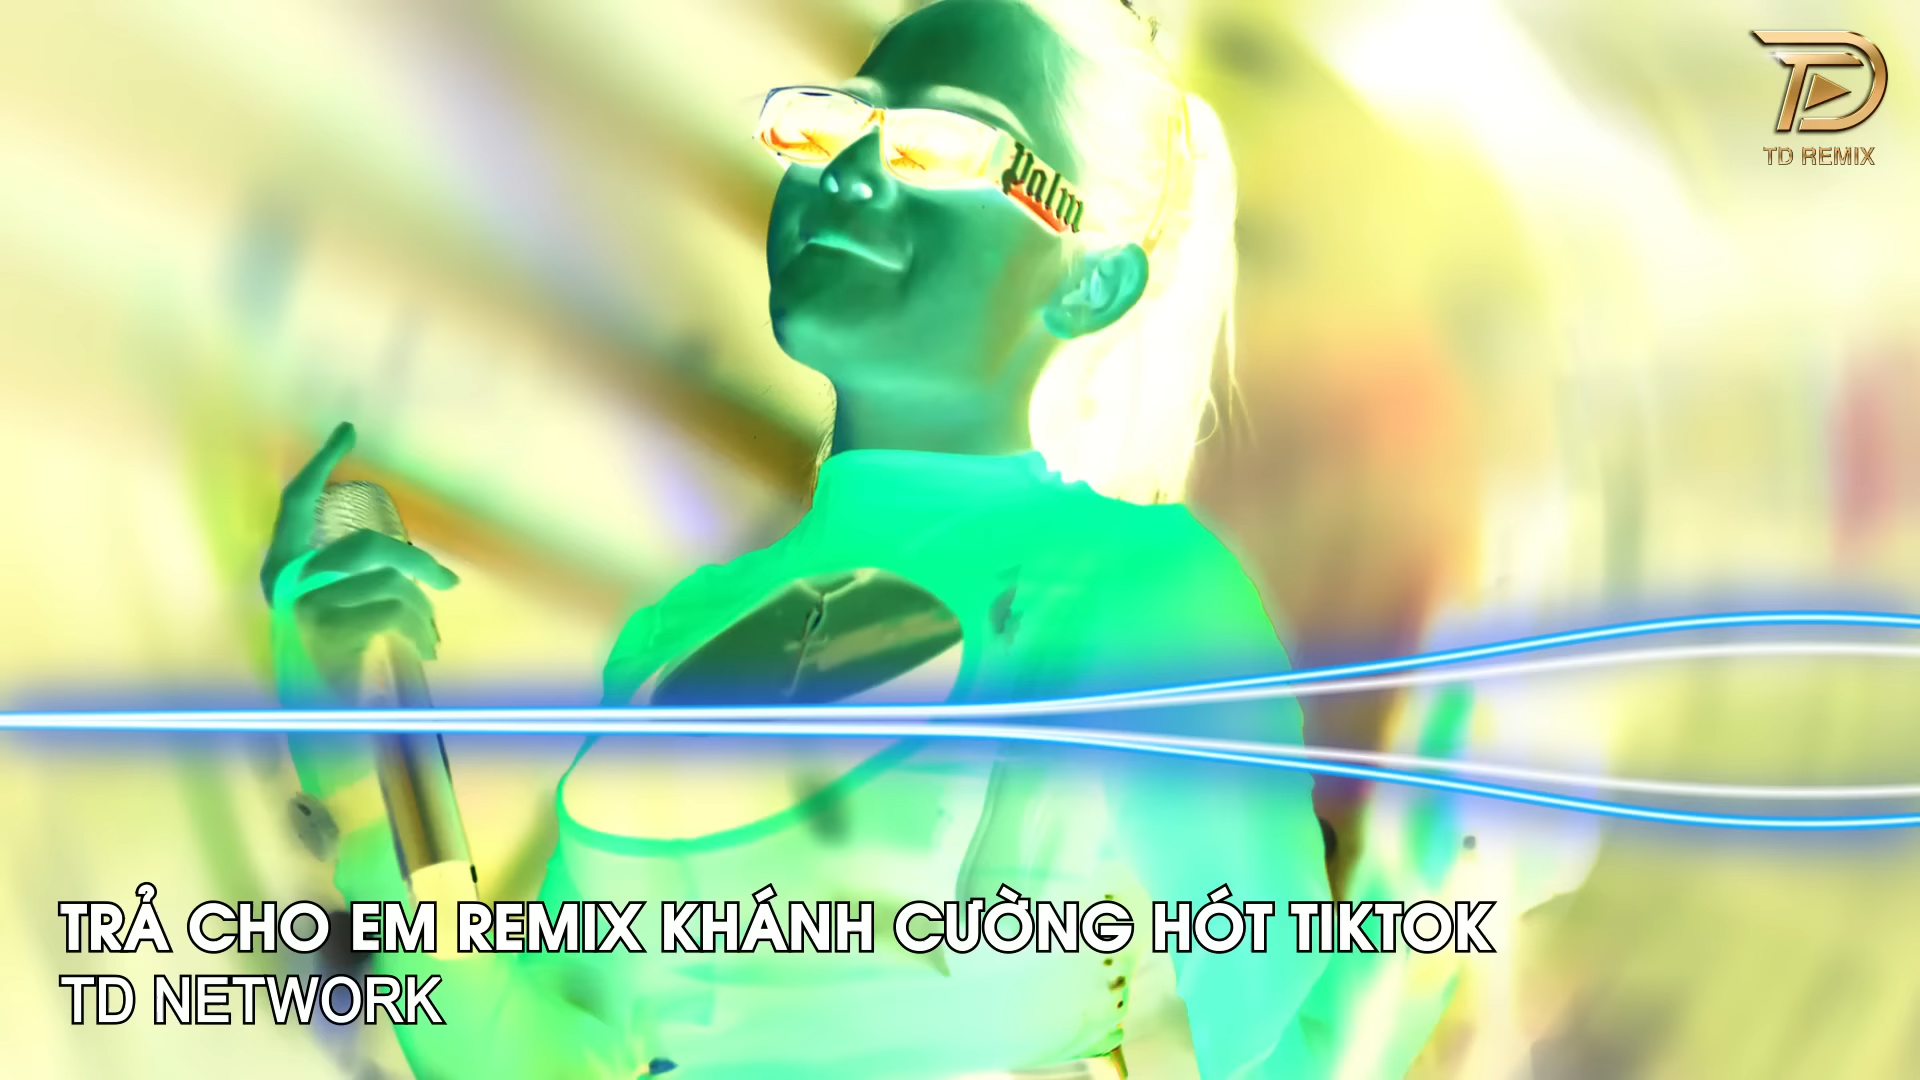 TD REMIX
Palm
TRẢ CHO EM REMIX KHÁNH CƯỜNG HÓT TIKTOK
TD NETWORK